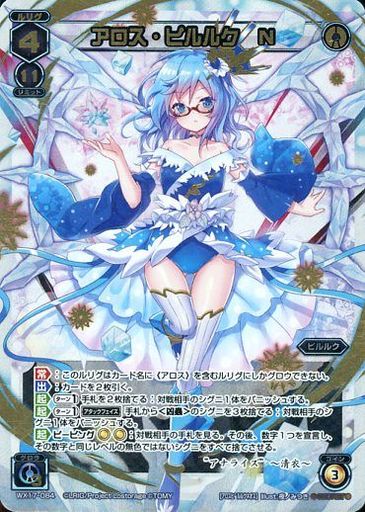 ルリグ
4
アロス・ピルルク N
11
リミット
ピルルク
常:このルリグはカード名に《アロス》を含むルリグにしかグロウできない。
出:カードを2枚引く。
起 ターン1 手札を2枚捨てる:対戦相手のシグニ1体をバニッシュする。
起 ターン1 アタックフェイズ 手札から<凶蟲>のシグニを3枚捨てる:対戦相手のシグニ1体をバニッシュする。
起 ピーピング:対戦相手の手札を見る。その後、数字1つを宣言し、
その数字と同じレベルの無色ではないシグニをすべて捨てさせる。
"アナライズ"~清衣~
グロウ
コイン
3
WX17-064 ©LRIG/Project Lostorage ©TOMY